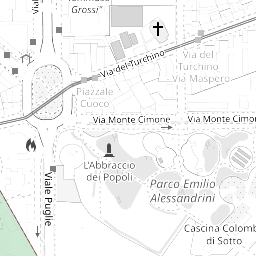 Grossi"
Via del Turchino
Via del
Turchino
Via Maspero
Piazzale
Cuoco
Via Monte Cimone
Via Monte Cimone
L'Abbraccio
dei Popoli
Viale Puglie
Parco Emilio
Alessandrini
Cascina Colomb
di Sotto